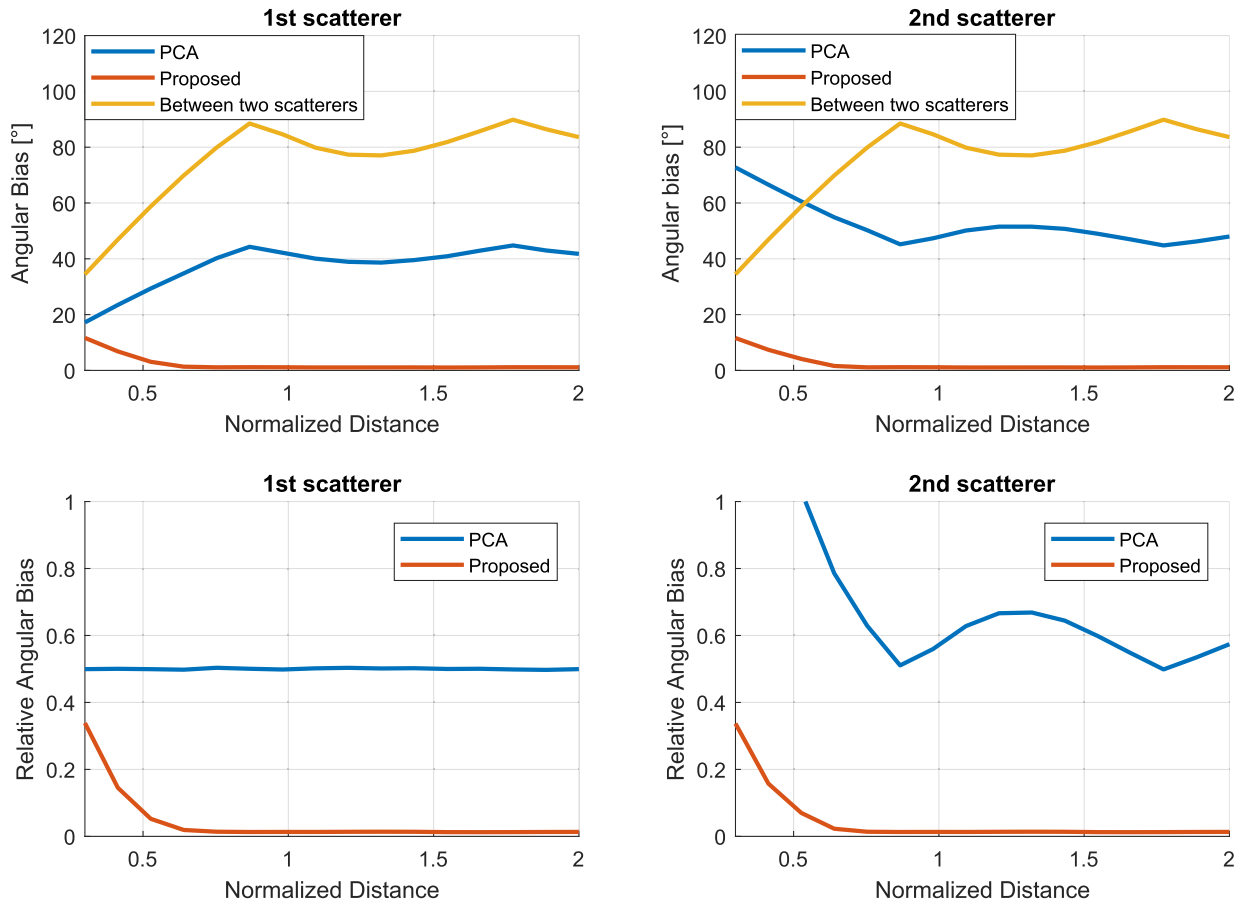 1st scatterer
120
100
80
60
40
20
0
Angular Bias [°]
PCA
Proposed
Between two scatterers
0.5
1
1.5
2
Normalized Distance
2nd scatterer
120
100
80
60
40
20
0
Angular bias [°]
PCA
Proposed
Between two scatterers
0.5
1
1.5
2
Normalized Distance
1st scatterer
1
0.8
0.6
0.4
0.2
0
Relative Angular Bias
PCA
Proposed
0.5
1
1.5
2
Normalized Distance
2nd scatterer
1
0.8
0.6
0.4
0.2
0
Relative Angular Bias
PCA
Proposed
0.5
1
1.5
2
Normalized Distance